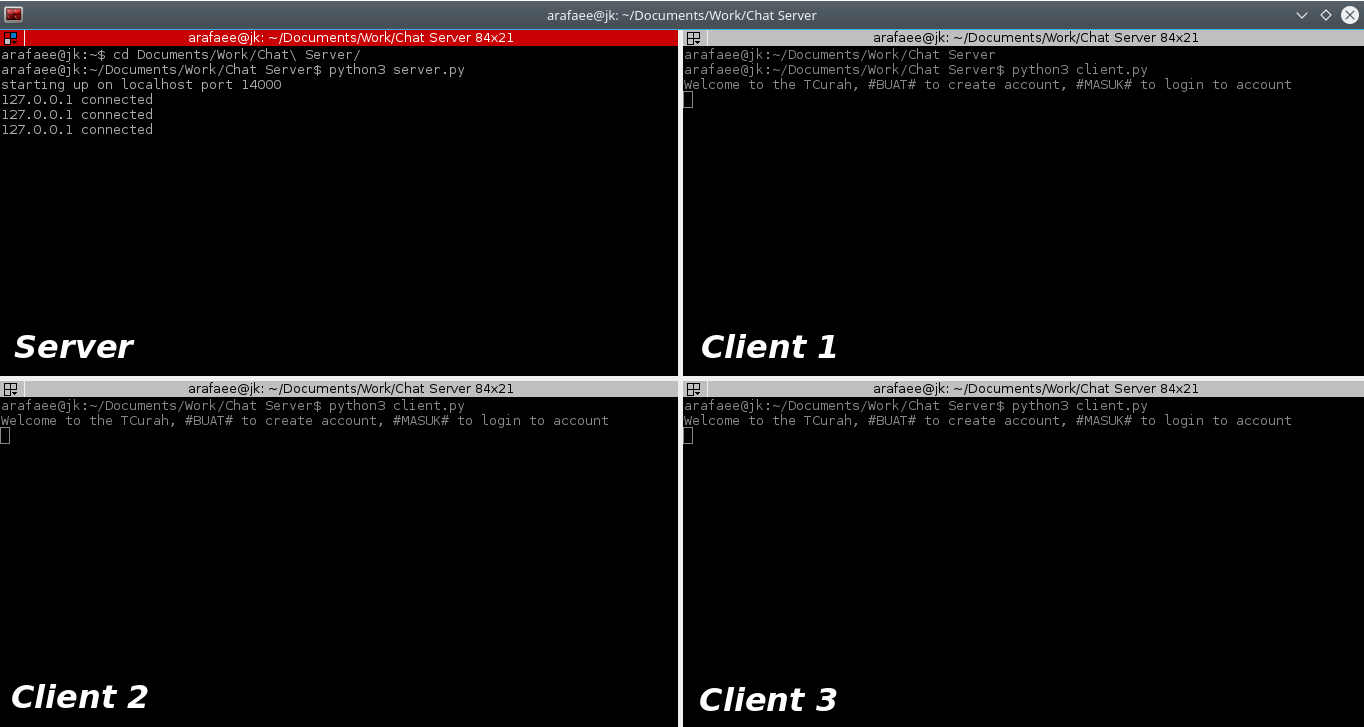 arafaee@jk: ~/Documents/Work/Chat Server
arafaee@jk: ~/Documents/Work/Chat Server 84x21
arafaee@jk:~$ cd Documents/Work/Chat\ Server/
arafaee@jk:~/Documents/Work/Chat Server$ python3 server.py
starting up on localhost port 14000
127.0.0.1 connected
127.0.0.1 connected
127.0.0.1 connected
Server
arafaee@jk: ~/Documents/Work/Chat Server 84x21
arafaee@jk:~/Documents/Work/Chat Server
arafaee@jk:~/Documents/Work/Chat Server$ python3 client.py
Welcome to the TCurah, #BUAT# to create account, #MASUK# to login to account
Client 1
arafaee@jk: ~/Documents/Work/Chat Server 84x21
arafaee@jk:~/Documents/Work/Chat Server$ python3 client.py
Welcome to the TCurah, #BUAT# to create account, #MASUK# to login to account
Client 2
arafaee@jk: ~/Documents/Work/Chat Server 84x21
arafaee@jk:~/Documents/Work/Chat Server$ python3 client.py
Welcome to the TCurah, #BUAT# to create account, #MASUK# to login to account
Client 3